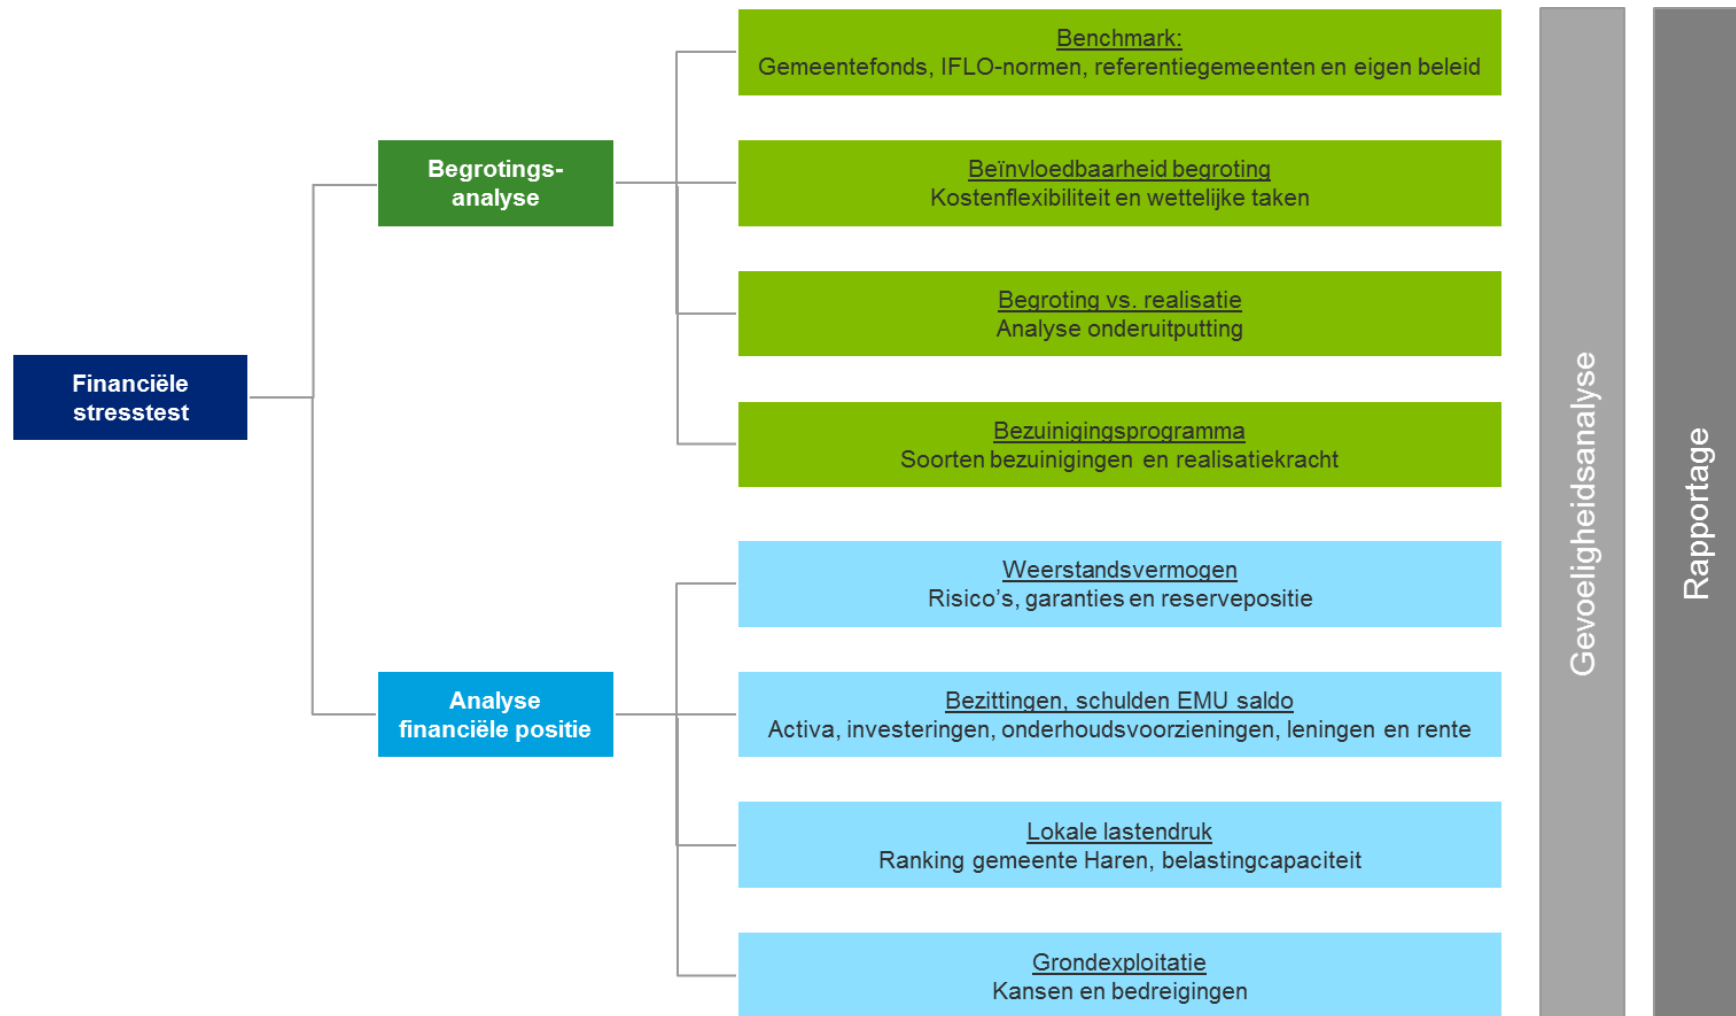 Financiële
stresstest
Begrotings-
analyse
Benchmark:
Gemeentefonds, IFLO-normen, referentiegemeenten en eigen beleid
Beïnvloedbaarheid begroting
Kostenflexibiliteit en wettelijke taken
Begroting vs. realisatie
Analyse onderuitputting
Bezuinigingsprogramma
Soorten bezuinigingen en realisatiekracht
Analyse
financiële positie
Weerstandsvermogen
Risico's, garanties en reservepositie
Bezittingen, schulden EMU saldo
Activa, investeringen, onderhoudsvoorzieningen, leningen en rente
Lokale lastendruk
Ranking gemeente Haren, belastingcapaciteit
Grondexploitatie
Kansen en bedreigingen
Gevoeligheidsanalyse
Rapportage